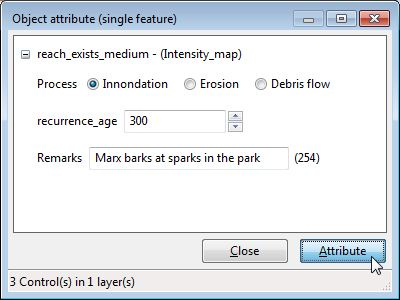 Object attribute (single feature)
reach_exists_medium - (Intensity_map)
Process Innondation Erosion Debris flow
recurrence_age 300
Remarks Marx barks at sparks in the park (254)
Close Attribute
3 Control(s) in 1 layer(s)